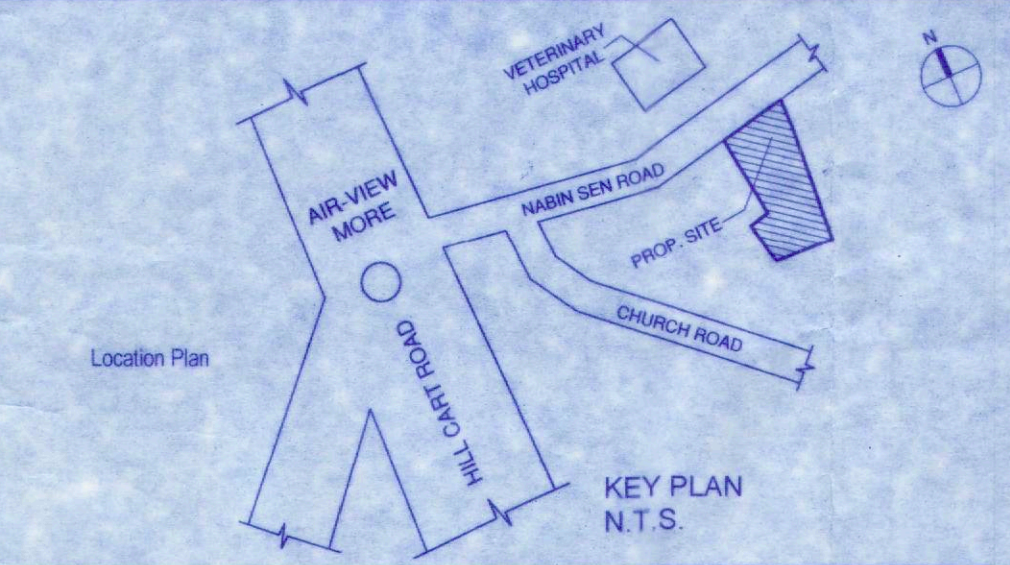 VETERINARY
HOSPITAL
N
AIR-VIEW
MORE
NABIN SEN ROAD
PROP. SITE
CHURCH ROAD
HILL CART ROAD
Location Plan
KEY PLAN
N.T.S.